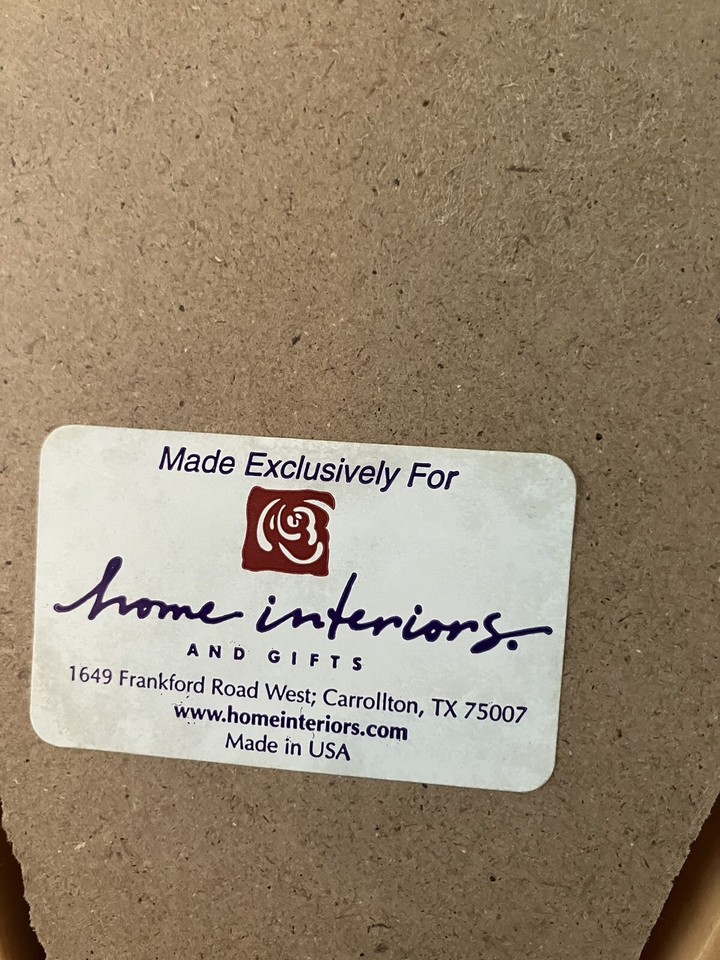 Made Exclusively For
home interiors.
AND GIFTS
1649 Frankford Road West; Carrollton, TX 75007
www.homeinteriors.com
Made in USA